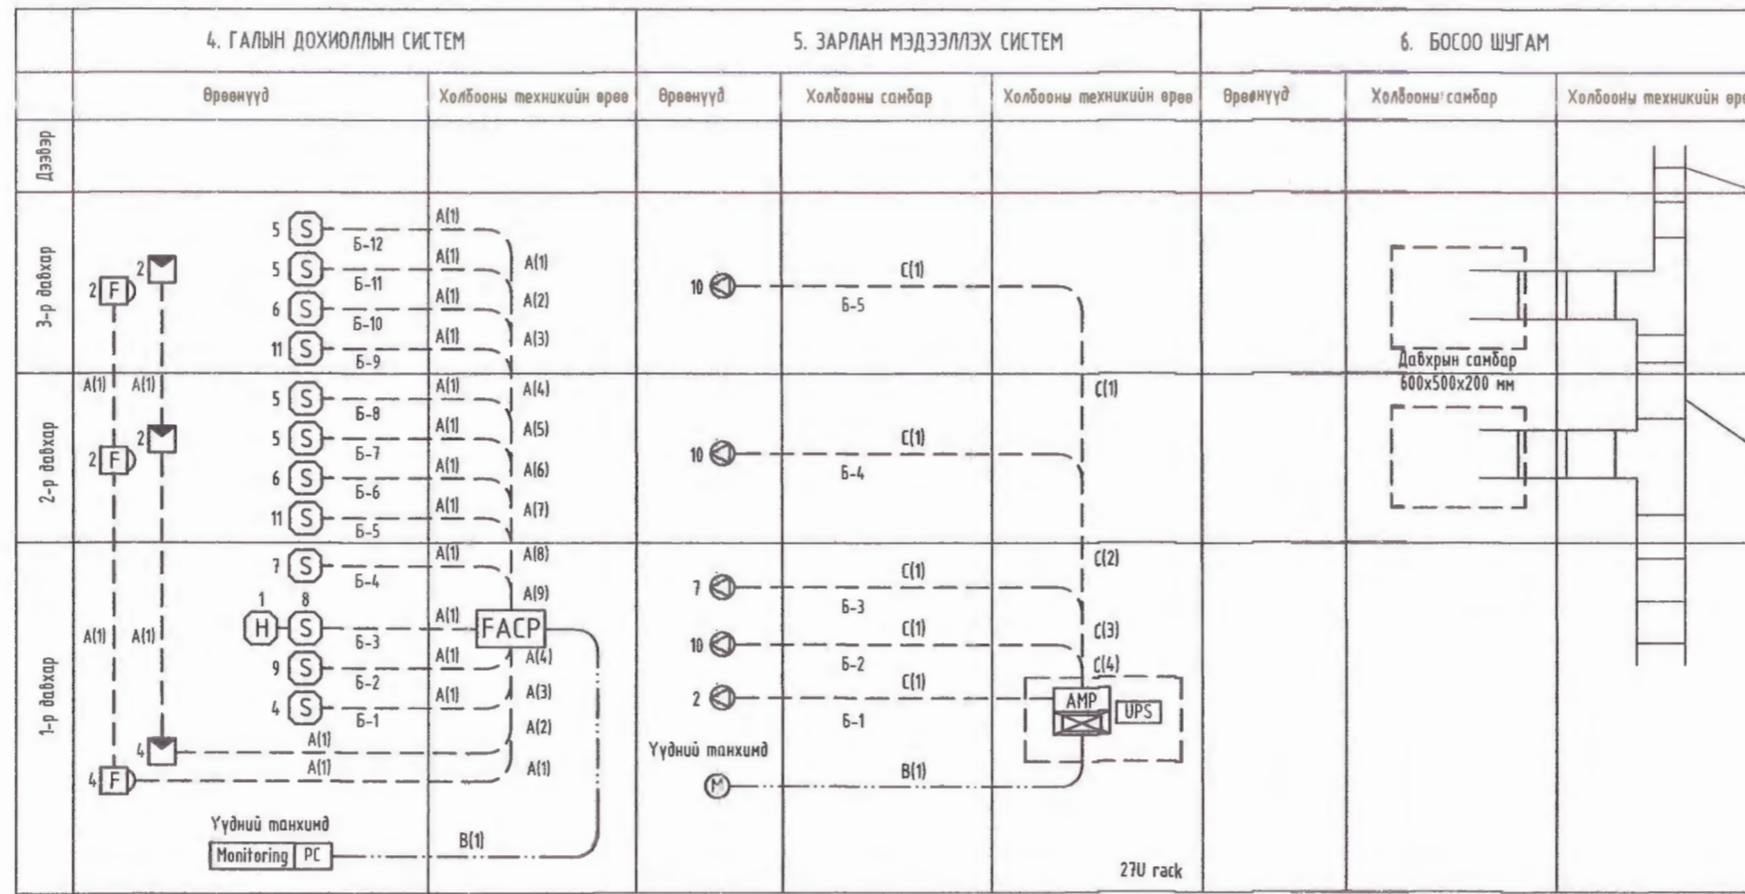 4. ГАЛЫН ДОХИОЛЛЫН СИСТЕМ
5. ЗАРЛАН МЭДЭЭЛЛЭХ СИСТЕМ
6. БОСОО ШУГАМ
Өрөөнүүд
Холбооны техникийн өрөө
Өрөөнүүд
Холбооны самбар
Холбооны техникийн өрөө
Өрөөнүүд
Холбооны самбар
Холбооны техникийн өрө
Дээвэр
3-р давхар
5 S А(1)
Б-12
А(1)
5 S А(1)
Б-11
А(2)
6 S А(1)
Б-10
А(3)
11 S А(1)
Б-9
2
2 F
10
С(1)
Б-5
Давхрын самбар
600x500x200 мм
2-р давхар
А(1) А(1)
5 S А(1)
Б-8
А(4)
5 S А(1)
Б-7
А(5)
6 S А(1)
Б-6
А(6)
11 S А(1)
Б-5
А(7)
2
2 F
С(1)
10
С(1)
Б-4
1-р давхар
7 S А(1)
Б-4
А(8)
А(9)
1 8
H S А(1)
Б-3
FACP
А(1) А(1)
9 S А(1)
Б-2
А(4)
4 S А(1)
Б-1
А(3)
4 А(1)
А(2)
4 F А(1)
А(1)
Үүдний танхимд
Monitoring PC
В(1)
С(2)
7
С(1)
Б-3
С(3)
10
С(1)
Б-2
С(4)
2
С(1)
Б-1
AMP
UPS
Үүдний танхимд
M
В(1)
27U rack